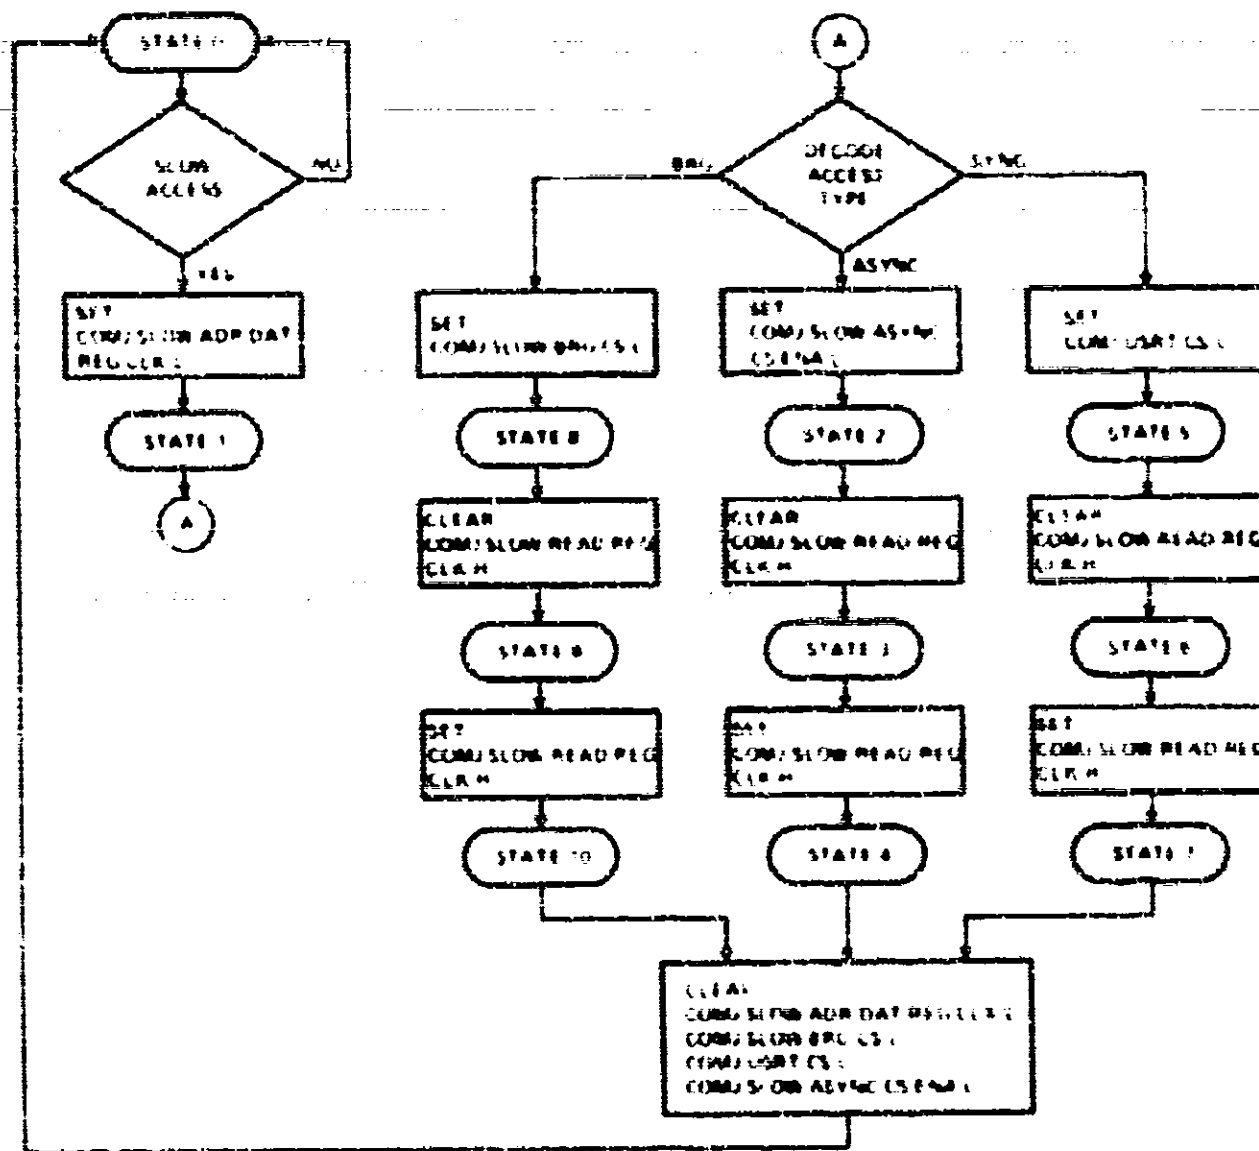 STATE 0
SLOW
ACCESS
NO
YES
SET
COMJ SLOW ADR DAT
REG CLK L
STATE 1
A
A
DECODE
ACCESS
TYPE
BRG
SYNC
ASYNC
SET
COMJ SLOW BRG CS L
STATE 8
CLEAR
COMJ SLOW READ REG
CLK H
STATE
SET
COMJ SLOW READ REG
CLK H
STATE 10
SET
COMJ SLOW ASYNC
CS ENA L
STATE 2
CLEAR
COMJ SLOW READ REG
CLK H
STATE 3
SET
COMJ SLOW READ REG
CLK H
STATE 4
SET
COMJ USRT CS L
STATE 5
CLEAR
COMJ SLOW READ REG
CLK H
STATE 6
SET
COMJ SLOW READ REG
CLK H
STATE 7
CLEAR
COMJ SLOW ADR DAT REG CLK L
COMJ SLOW BRG CS L
COMJ USRT CS L
COMJ SLOW ASYNC CS ENA L